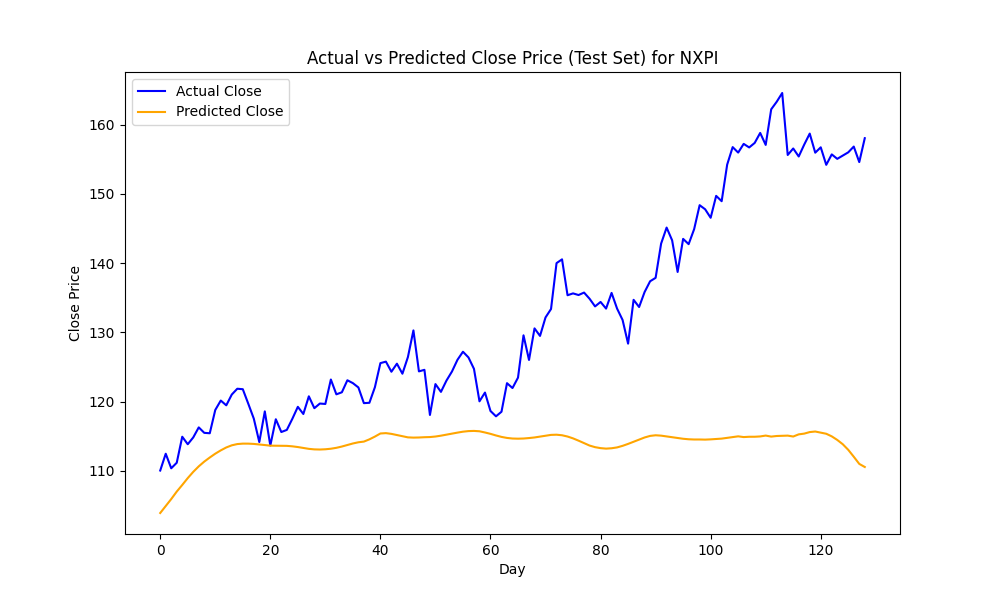 Actual vs Predicted Close Price (Test Set) for NXPI
Actual Close
Predicted Close
160
150
140
130
120
110
Close Price
0 20 40 60 80 100 120
Day